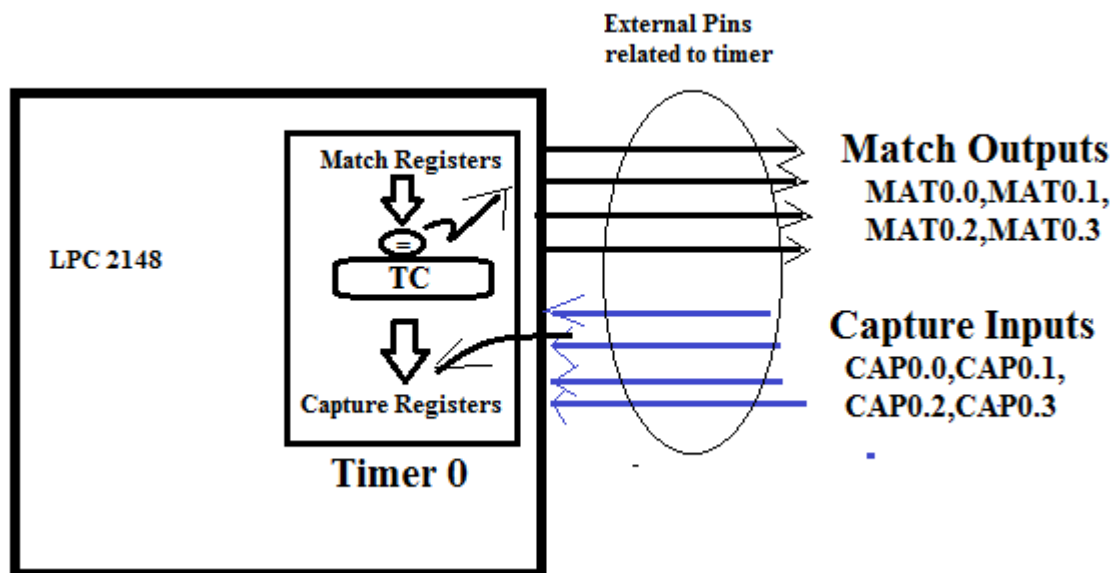 External Pins
related to timer
Match Registers
=
TC
Capture Registers
Timer 0
LPC 2148
Match Outputs
MAT0.0,MAT0.1,
MAT0.2,MAT0.3
Capture Inputs
CAP0.0,CAP0.1,
CAP0.2,CAP0.3